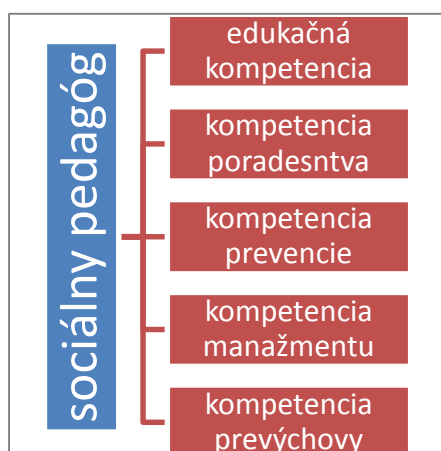 sociálny pedagóg
edukačná
kompetencia
kompetencia
poradesntva
kompetencia
prevencie
kompetencia
manažmentu
kompetencia
prevýchovy